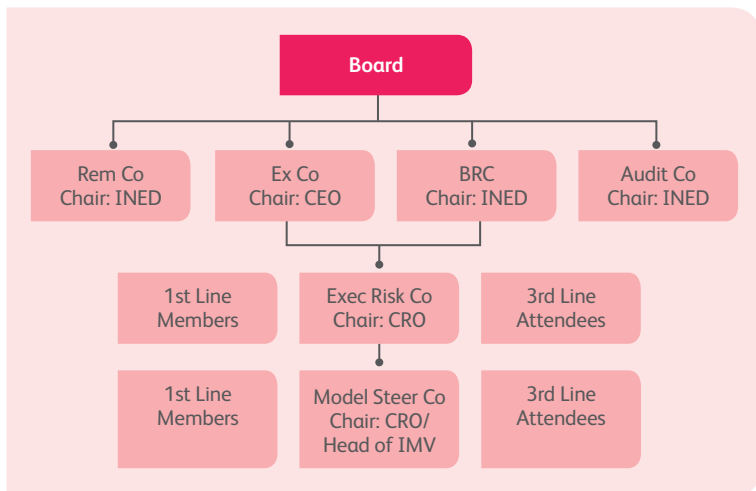 Board
Rem Co
Chair: INED
Ex Co
Chair: CEO
BRC
Chair: INED
Audit Co
Chair: INED
1st Line
Members
Exec Risk Co
Chair: CRO
3rd Line
Attendees
1st Line
Members
Model Steer Co
Chair: CRO/
Head of IMV
3rd Line
Attendees